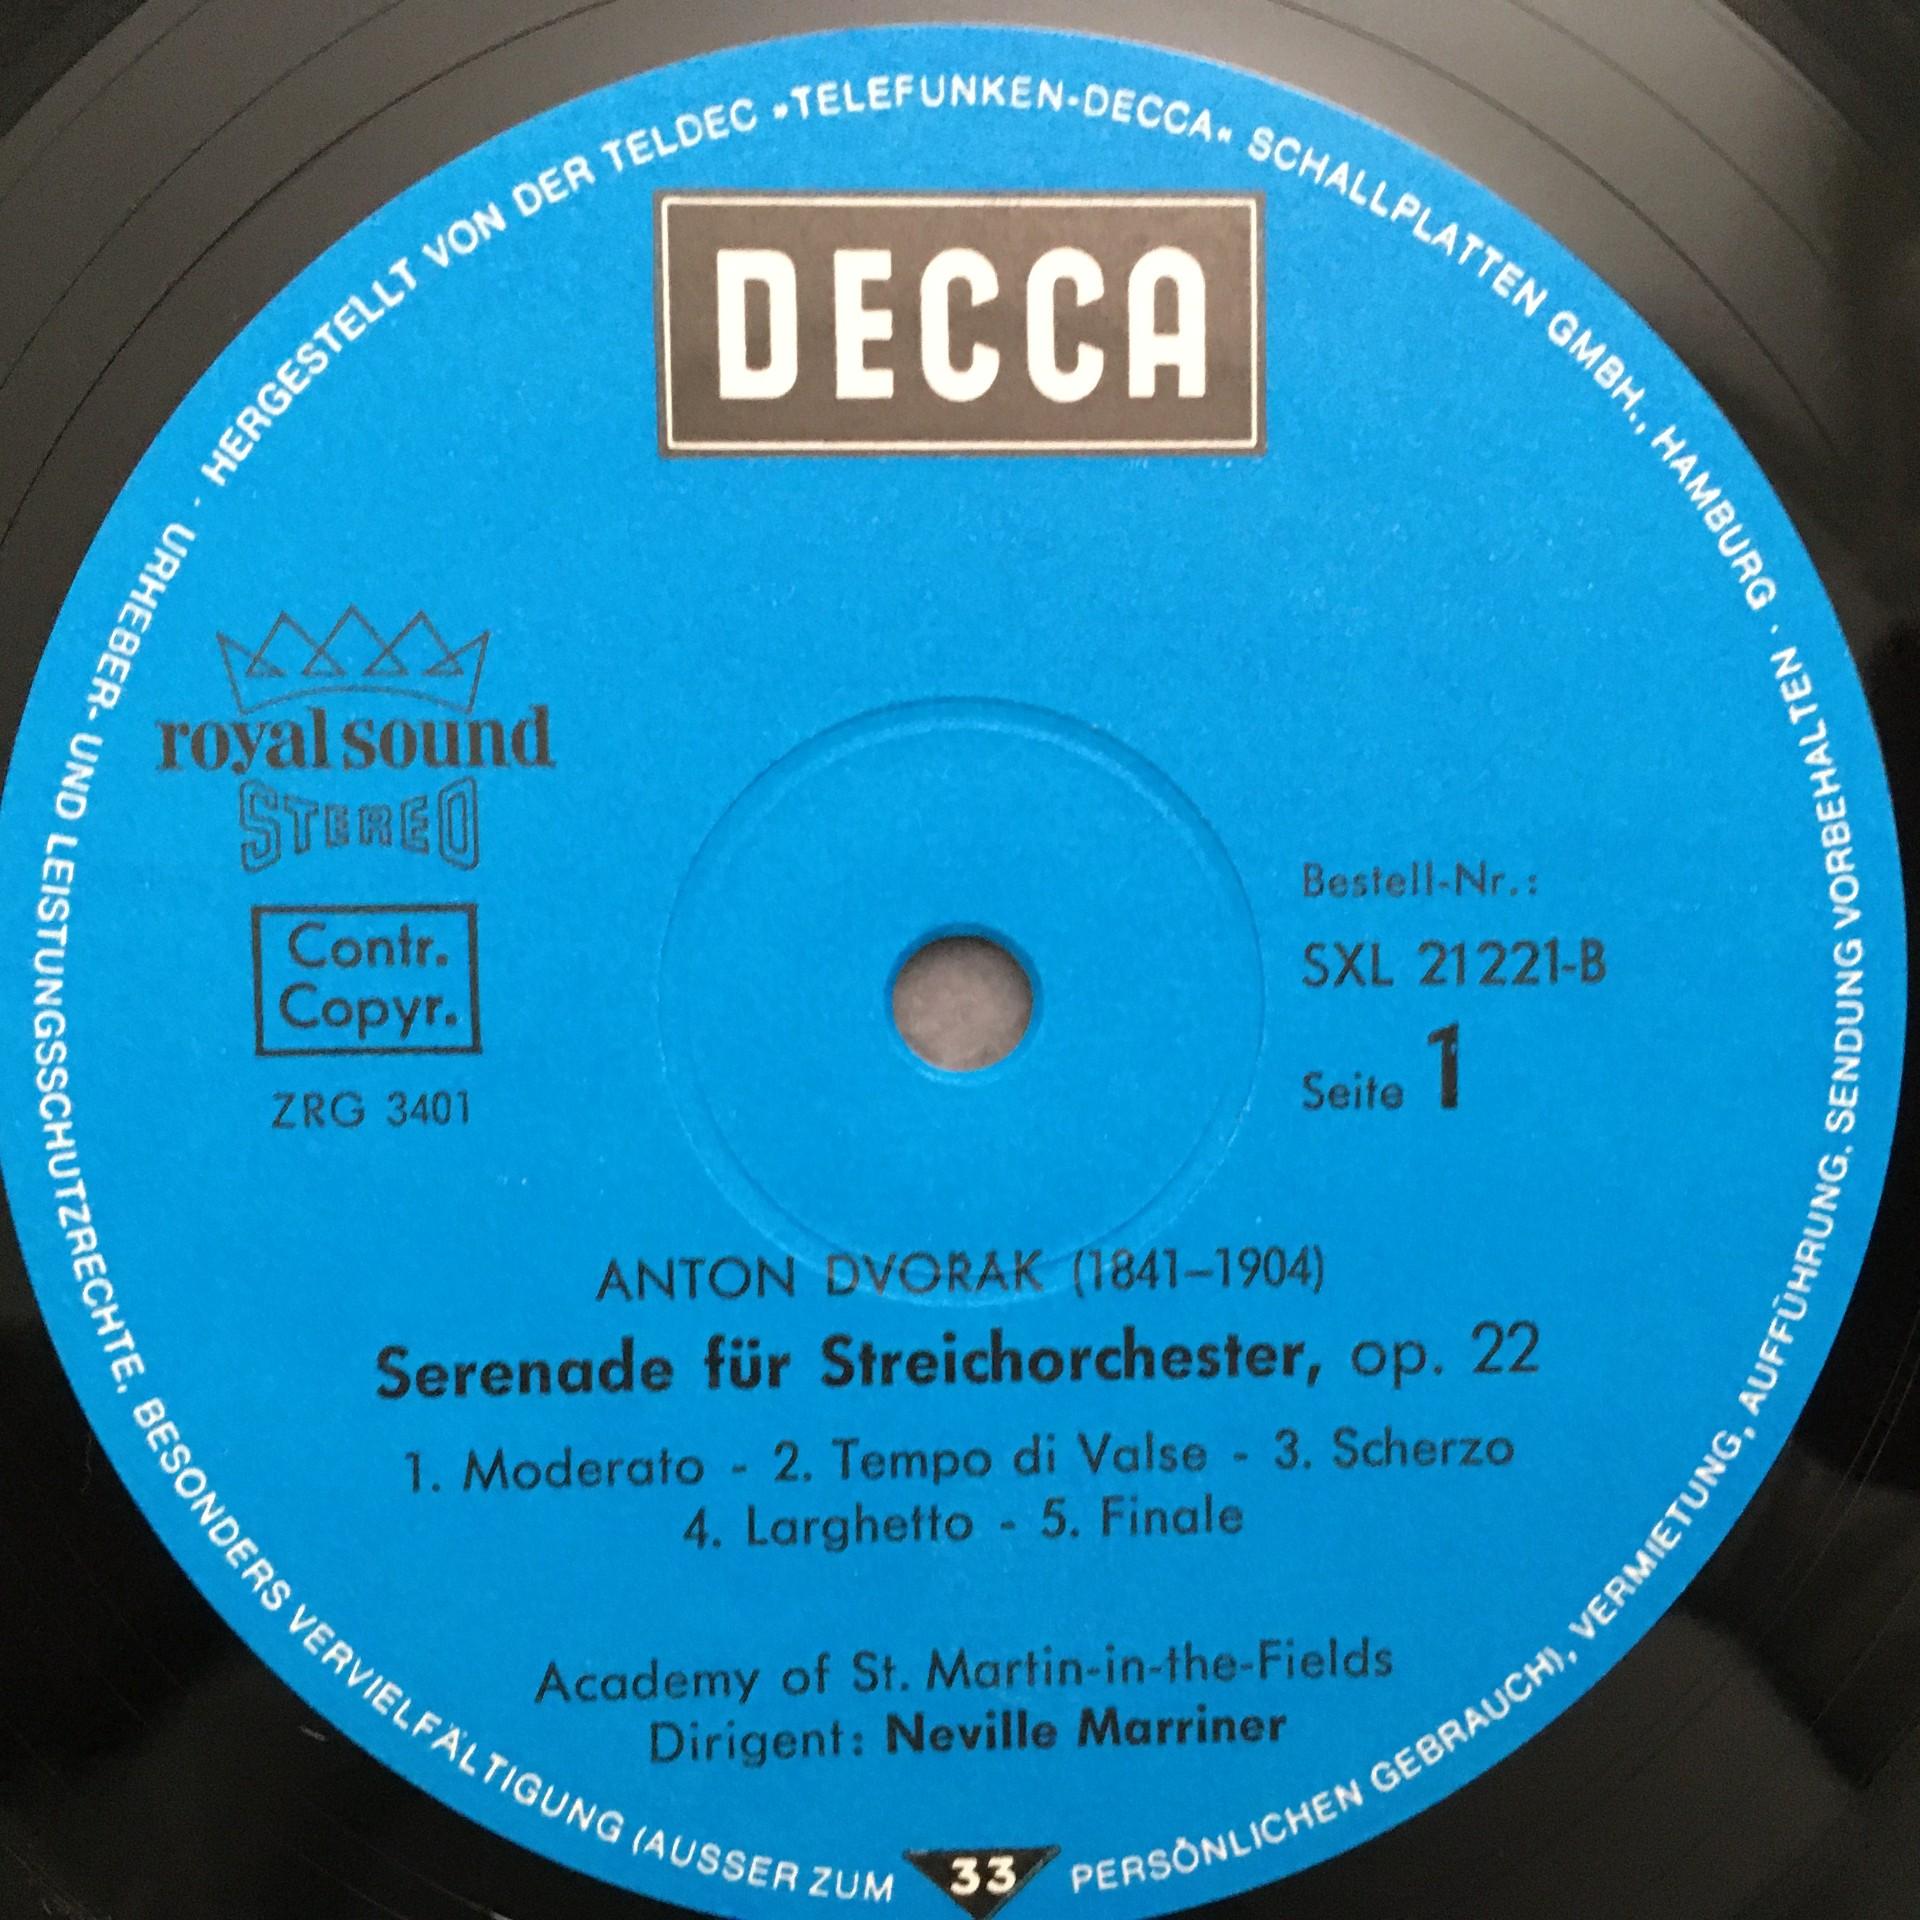 HERGESTELLT VON DER TELDEC »TELEFUNKEN-DECCA« SCHALLPLATTEN GMBH., HAMBURG · URHEBER- UND LEISTUNGSSCHUTZRECHTE, BESONDERS VERVIELFÄLTIGUNG (AUSSER ZUM PERSÖNLICHEN GEBRAUCH), VERMIETUNG, AUFFÜHRUNG, SENDUNG VORBEHALTEN ·
DECCA
royal sound
STEREO
Contr.
Copyr.
ZRG 3401
Bestell-Nr.:
SXL 21221-B
Seite 1
ANTON DVOŘAK (1841–1904)
Serenade für Streichorchester, op. 22
1. Moderato - 2. Tempo di Valse - 3. Scherzo
4. Larghetto - 5. Finale
Academy of St. Martin-in-the-Fields
Dirigent: Neville Marriner
33